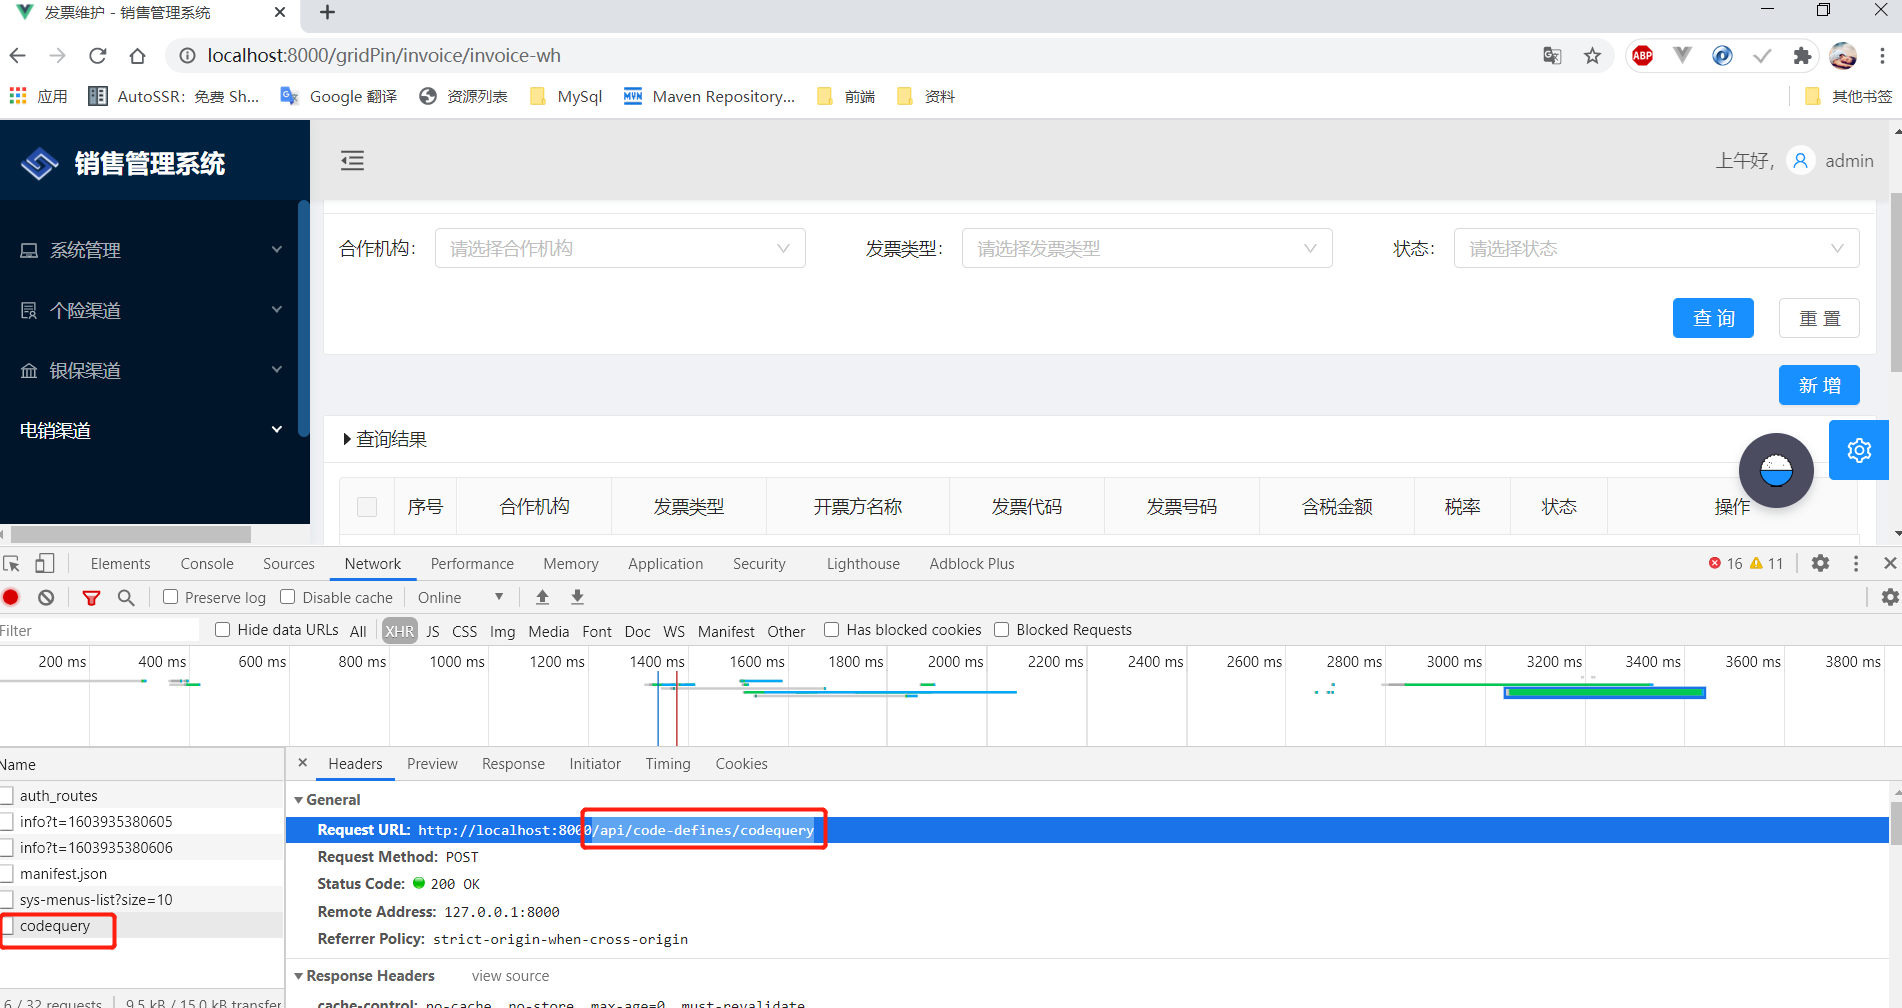 发票维护 - 销售管理系统
localhost:8000/gridPin/invoice/invoice-wh
ABP
应用 AutoSSR：免费 Sh... Google 翻译 资源列表 MySql MVN Maven Repository... 前端 资料 其他书签
销售管理系统
上午好， admin
系统管理
个险渠道
银保渠道
电销渠道
合作机构： 请选择合作机构 发票类型： 请选择发票类型 状态： 请选择状态
查 询 重 置
新 增
查询结果
序号 合作机构 发票类型 开票方名称 发票代码 发票号码 含税金额 税率 状态 操作
Elements Console Sources Network Performance Memory Application Security Lighthouse Adblock Plus 16 11
Preserve log Disable cache Online
Filter Hide data URLs All XHR JS CSS Img Media Font Doc WS Manifest Other Has blocked cookies Blocked Requests
200 ms 400 ms 600 ms 800 ms 1000 ms 1200 ms 1400 ms 1600 ms 1800 ms 2000 ms 2200 ms 2400 ms 2600 ms 2800 ms 3000 ms 3200 ms 3400 ms 3600 ms 3800 ms
Name
auth_routes
info?t=1603935380605
info?t=1603935380606
manifest.json
sys-menus-list?size=10
codequery
6 / 32 requests 9.5 kB / 15.0 kB transfer
Headers Preview Response Initiator Timing Cookies
General
Request URL: http://localhost:8000/api/code-defines/codequery
Request Method: POST
Status Code: 200 OK
Remote Address: 127.0.0.1:8000
Referrer Policy: strict-origin-when-cross-origin
Response Headers view source
cache-control: no-cache, no-store, max-age=0, must-revalidate